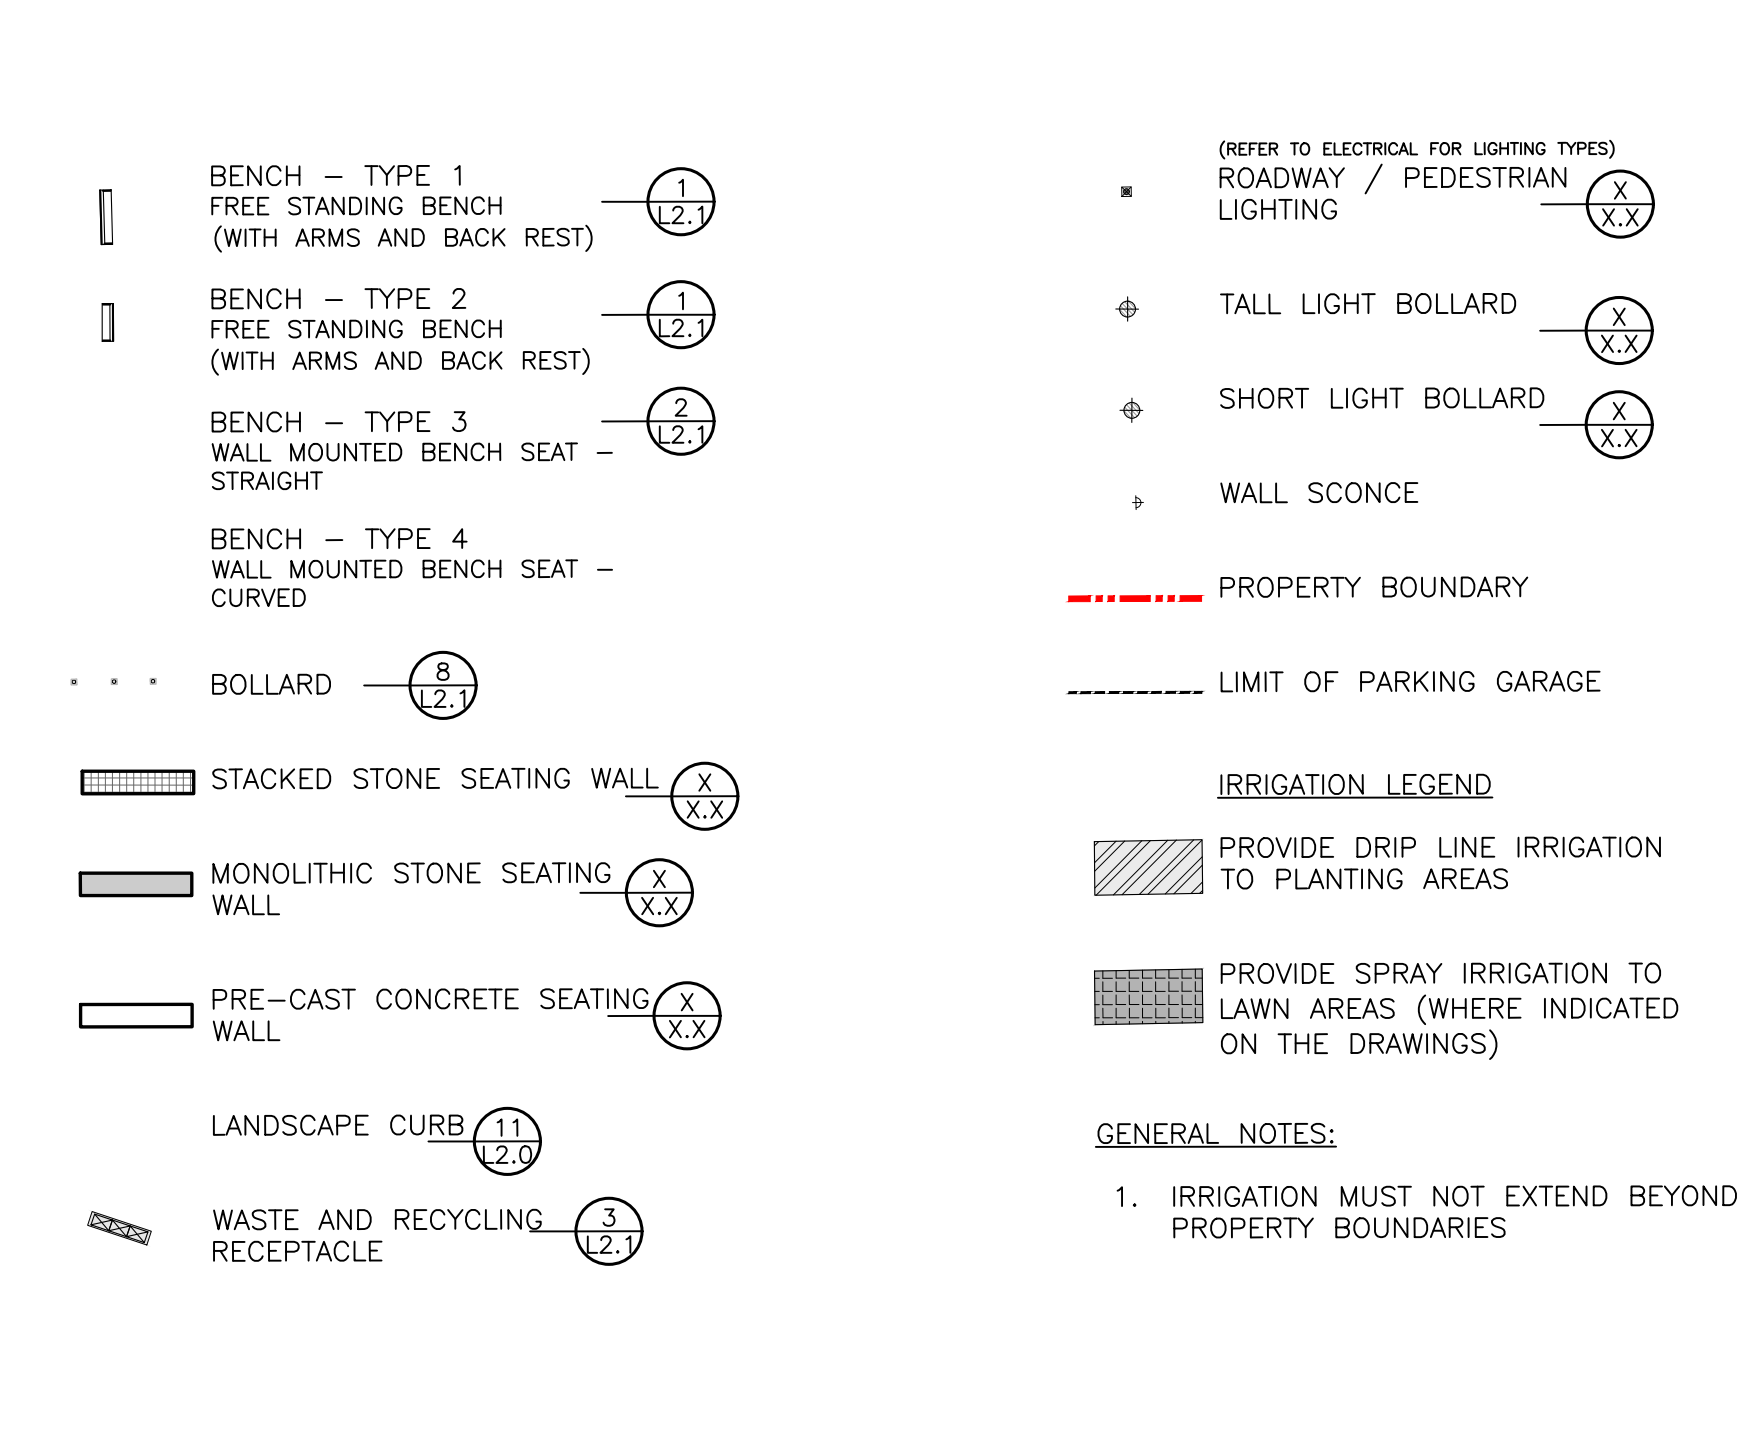 BENCH – TYPE 1
FREE STANDING BENCH
(WITH ARMS AND BACK REST)
1
L2.1
BENCH – TYPE 2
FREE STANDING BENCH
(WITH ARMS AND BACK REST)
1
L2.1
BENCH – TYPE 3
WALL MOUNTED BENCH SEAT –
STRAIGHT
2
L2.1
BENCH – TYPE 4
WALL MOUNTED BENCH SEAT –
CURVED
BOLLARD
8
L2.1
STACKED STONE SEATING WALL
X
X.X
MONOLITHIC STONE SEATING
WALL
X
X.X
PRE–CAST CONCRETE SEATING
WALL
X
X.X
LANDSCAPE CURB
11
L2.0
WASTE AND RECYCLING
RECEPTACLE
3
L2.1
(REFER TO ELECTRICAL FOR LIGHTING TYPES)
ROADWAY / PEDESTRIAN
LIGHTING
X
X.X
TALL LIGHT BOLLARD
X
X.X
SHORT LIGHT BOLLARD
X
X.X
WALL SCONCE
PROPERTY BOUNDARY
LIMIT OF PARKING GARAGE
IRRIGATION LEGEND
PROVIDE DRIP LINE IRRIGATION
TO PLANTING AREAS
PROVIDE SPRAY IRRIGATION TO
LAWN AREAS (WHERE INDICATED
ON THE DRAWINGS)
GENERAL NOTES:
1. IRRIGATION MUST NOT EXTEND BEYOND
PROPERTY BOUNDARIES